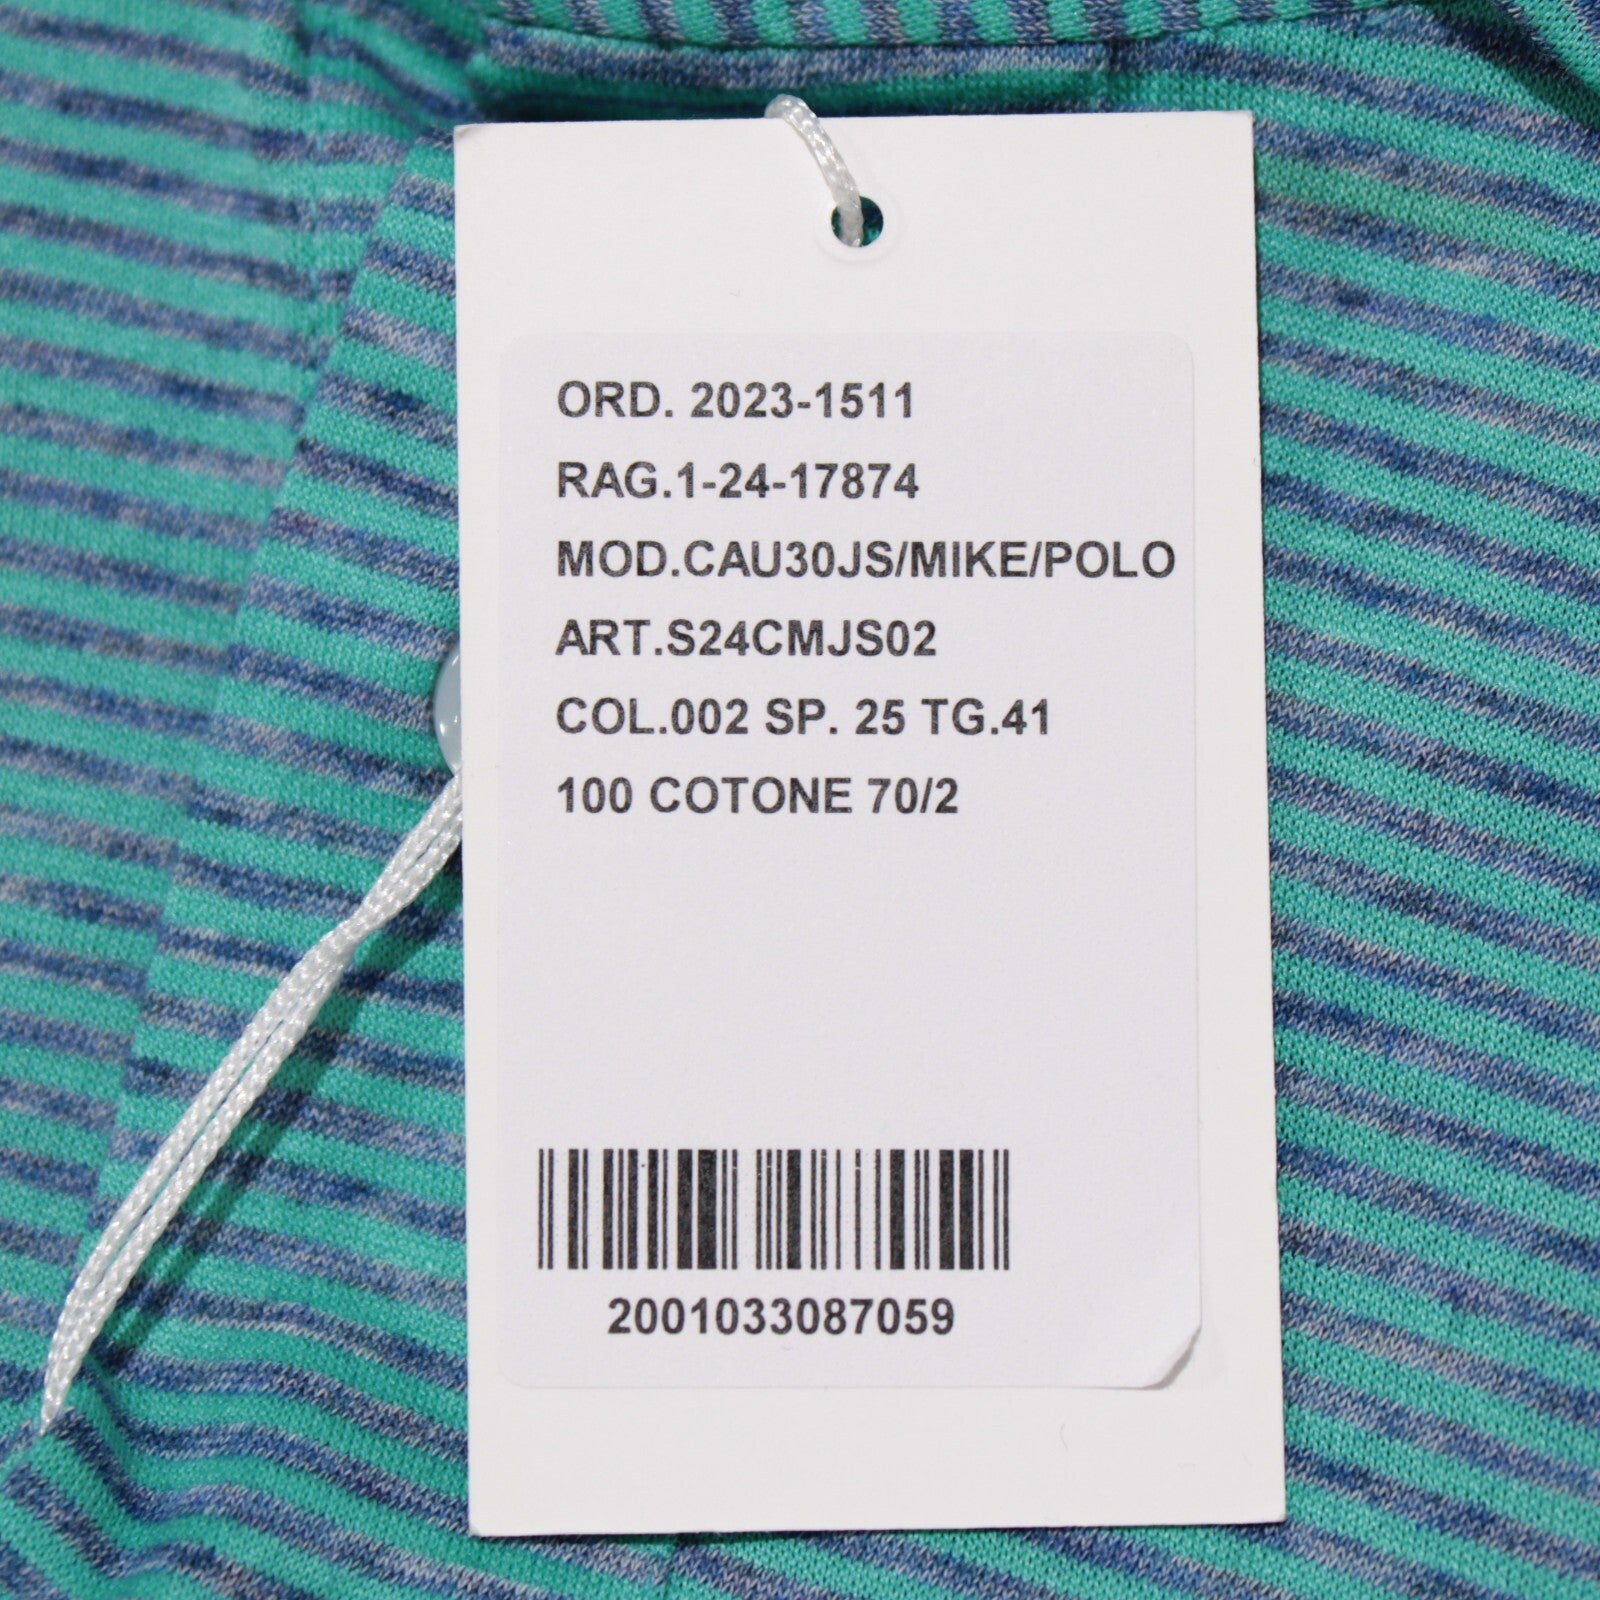 ORD. 2023-1511
RAG.1-24-17874
MOD.CAU30JS/MIKE/POLO
ART.S24CMJS02
COL.002 SP. 25 TG.41
100 COTONE 70/2
2001033087059